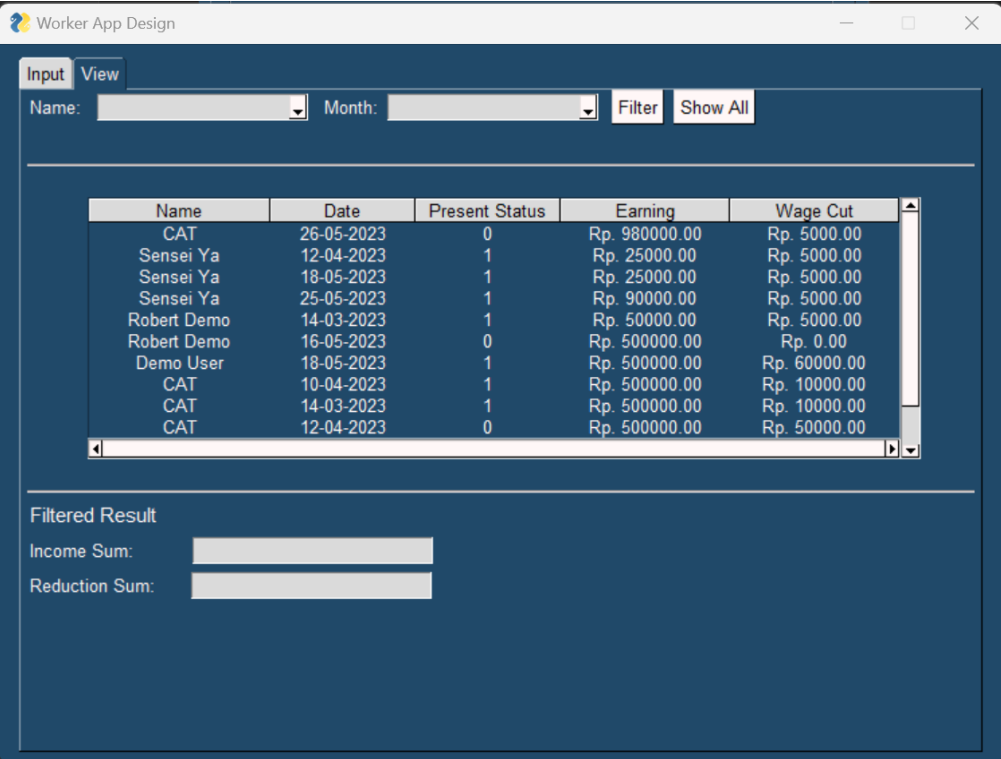 Worker App Design
Input View
Name: Month: Filter Show All
Name Date Present Status Earning Wage Cut
CAT 26-05-2023 0 Rp. 980000.00 Rp. 5000.00
Sensei Ya 12-04-2023 1 Rp. 25000.00 Rp. 5000.00
Sensei Ya 18-05-2023 1 Rp. 25000.00 Rp. 5000.00
Sensei Ya 25-05-2023 1 Rp. 90000.00 Rp. 5000.00
Robert Demo 14-03-2023 1 Rp. 50000.00 Rp. 5000.00
Robert Demo 16-05-2023 0 Rp. 500000.00 Rp. 0.00
Demo User 18-05-2023 1 Rp. 500000.00 Rp. 60000.00
CAT 10-04-2023 1 Rp. 500000.00 Rp. 10000.00
CAT 14-03-2023 1 Rp. 500000.00 Rp. 10000.00
CAT 12-04-2023 0 Rp. 500000.00 Rp. 50000.00
Filtered Result
Income Sum:
Reduction Sum: